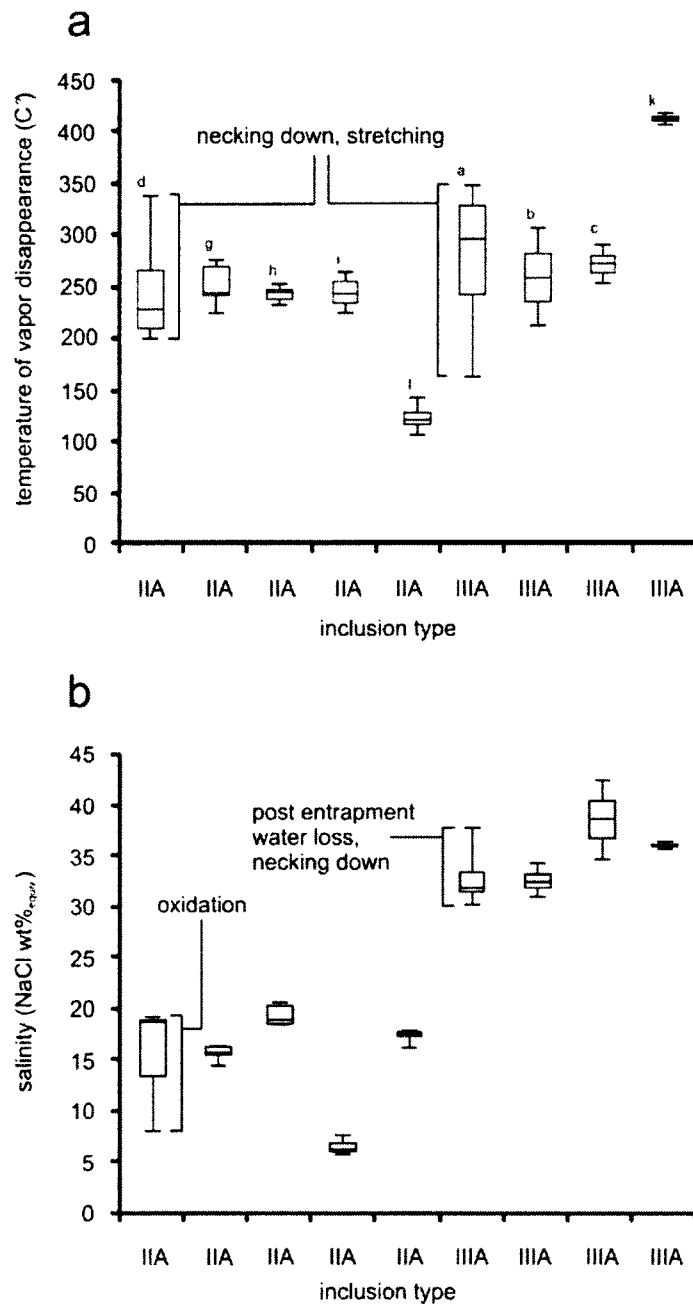 a
temperature of vapor disappearance (C°)
450
400
350
300
250
200
150
100
50
0
necking down, stretching
d
g
h
i
l
a
b
c
k
IIA IIA IIA IIA IIA IIIA IIIA IIIA IIIA
inclusion type
b
salinity (NaCl wt%equiv)
45
40
35
30
25
20
15
10
5
0
post entrapment
water loss,
necking down
oxidation
IIA IIA IIA IIA IIA IIIA IIIA IIIA IIIA
inclusion type